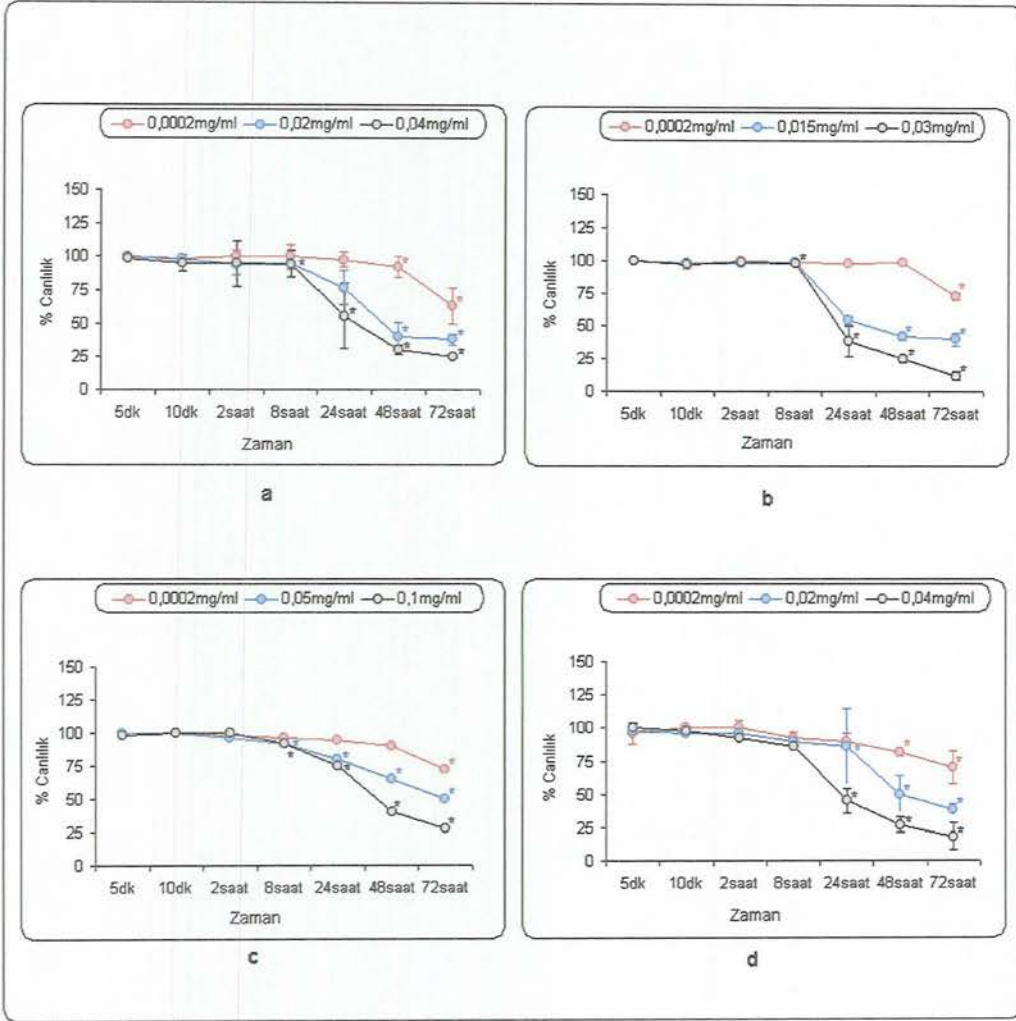 0,0002mg/ml 0,02mg/ml 0,04mg/ml
150
125
100
75
50
25
0
% Canlılık
5dk 10dk 2saat 8saat 24saat 48saat 72saat
Zaman
a
0,0002mg/ml 0,015mg/ml 0,03mg/ml
150
125
100
75
50
25
0
% Canlılık
5dk 10dk 2saat 8saat 24saat 48saat 72saat
Zaman
b
0,0002mg/ml 0,05mg/ml 0,1mg/ml
150
125
100
75
50
25
0
% Canlılık
5dk 10dk 2saat 8saat 24saat 48saat 72saat
Zaman
c
0,0002mg/ml 0,02mg/ml 0,04mg/ml
150
125
100
75
50
25
0
% Canlılık
5dk 10dk 2saat 8saat 24saat 48saat 72saat
Zaman
d